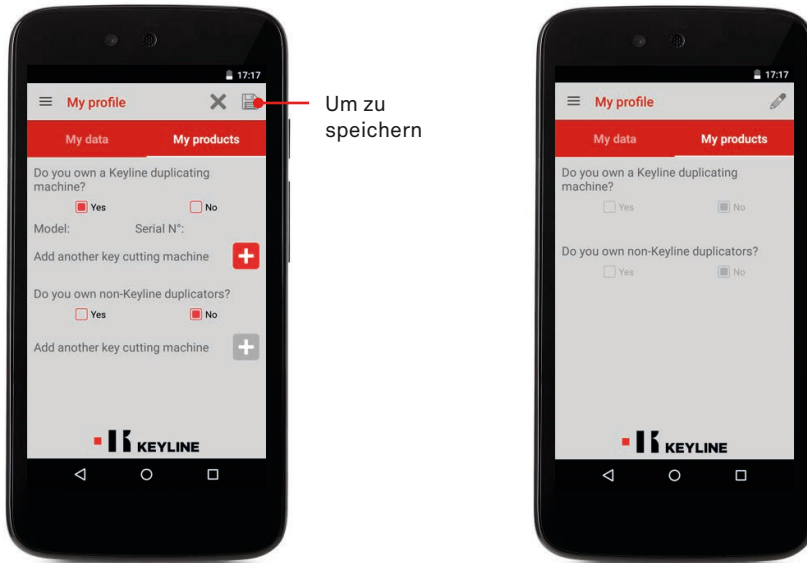 17:17
My profile
My data
My products
Do you own a Keyline duplicating
machine?
Yes
No
Model:
Serial N°:
Add another key cutting machine
Do you own non-Keyline duplicators?
Yes
No
Add another key cutting machine
KEYLINE
Um zu
speichern
17:17
My profile
My data
My products
Do you own a Keyline duplicating
machine?
Yes
No
Do you own non-Keyline duplicators?
Yes
No
KEYLINE